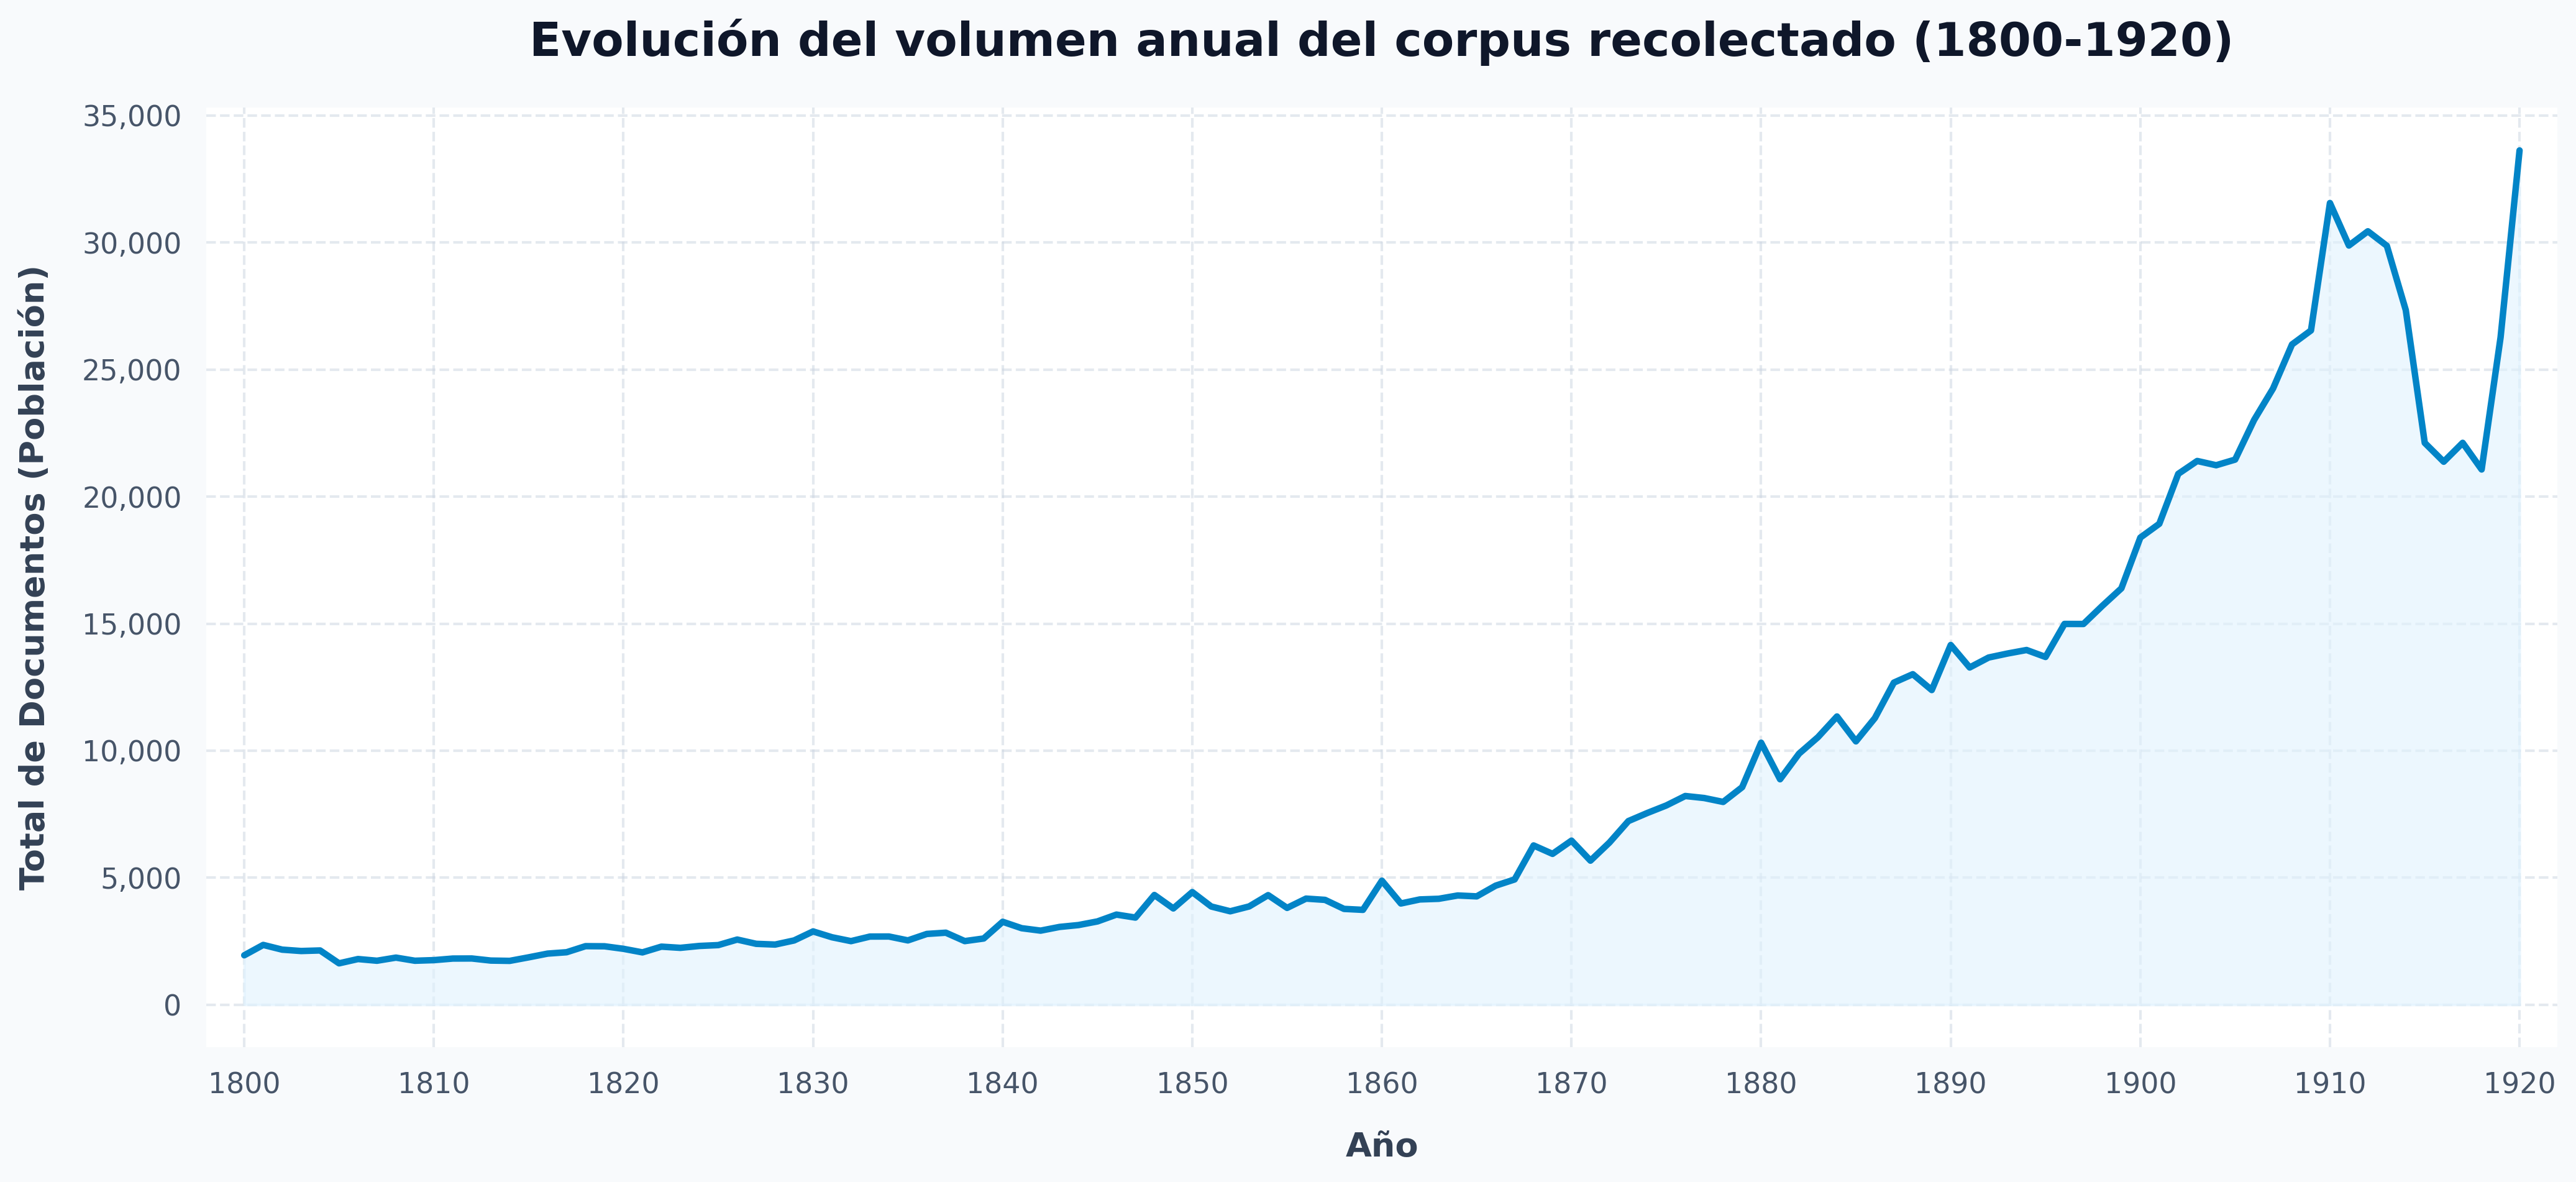 Evolución del volumen anual del corpus recolectado (1800-1920)
Total de Documentos (Población)
35,000
30,000
25,000
20,000
15,000
10,000
5,000
0
1800 1810 1820 1830 1840 1850 1860 1870 1880 1890 1900 1910 1920
Año